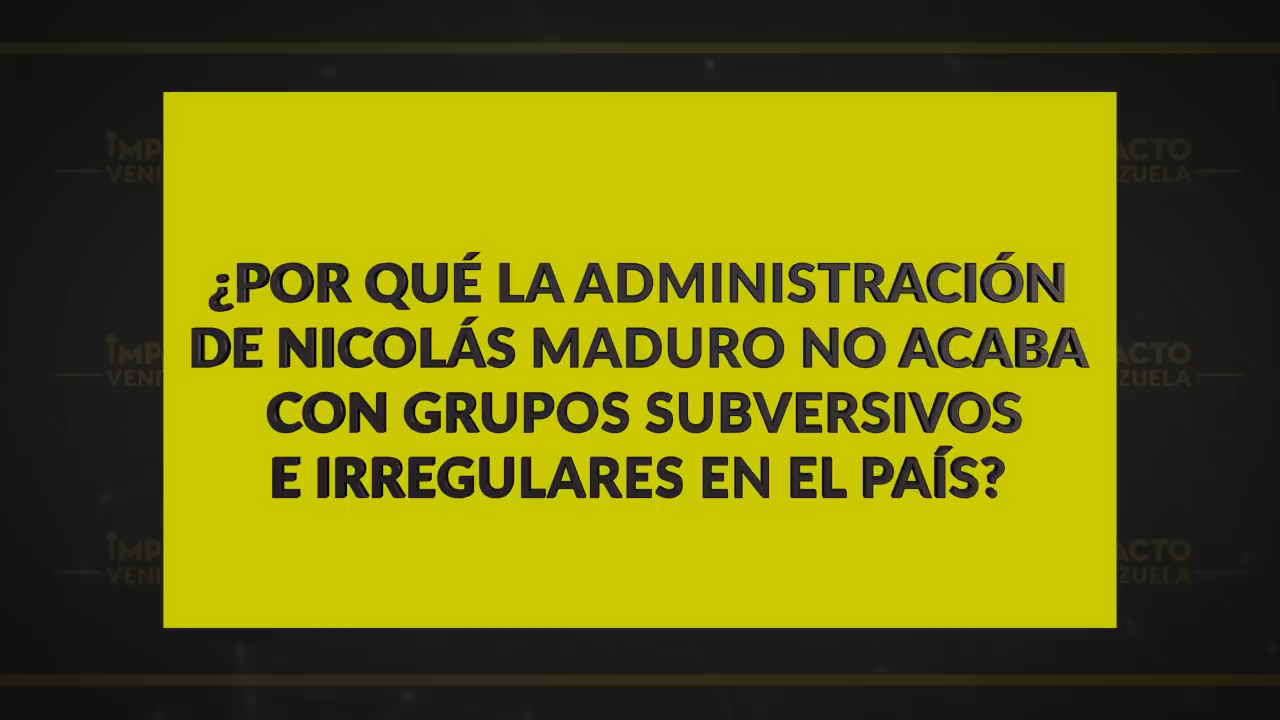 ¿POR QUÉ LA ADMINISTRACIÓN
DE NICOLÁS MADURO NO ACABA
CON GRUPOS SUBVERSIVOS
E IRREGULARES EN EL PAÍS?